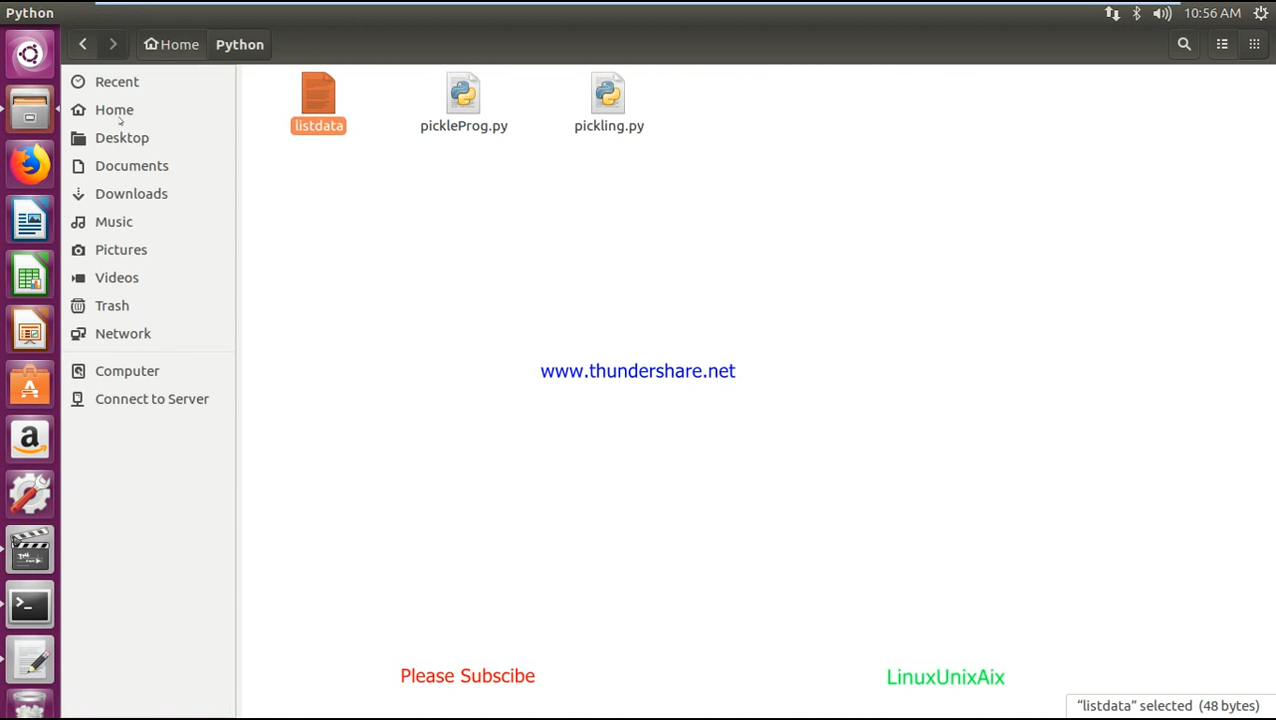 Python
10:56 AM
Home
Python
Recent
Home
Desktop
Documents
Downloads
Music
Pictures
Videos
Trash
Network
Computer
Connect to Server
listdata
pickleProg.py
pickling.py
www.thundershare.net
Please Subscibe
LinuxUnixAix
"listdata" selected (48 bytes)